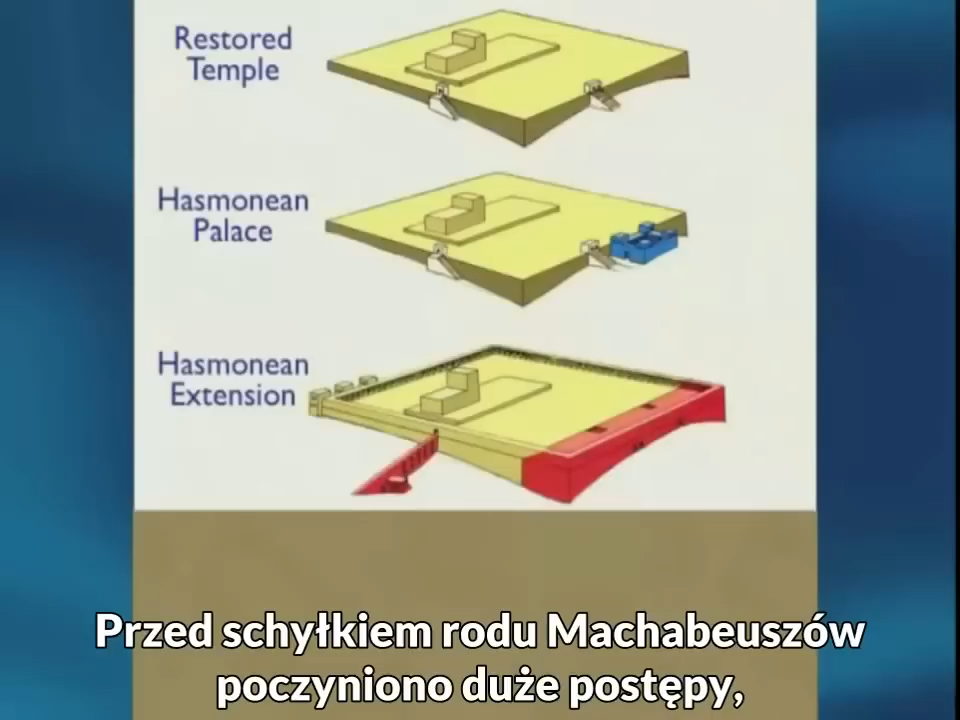 Restored
Temple
Hasmonean
Palace
Hasmonean
Extension
Przed schyłkiem rodu Machabeuszów
poczyniono duże postępy,